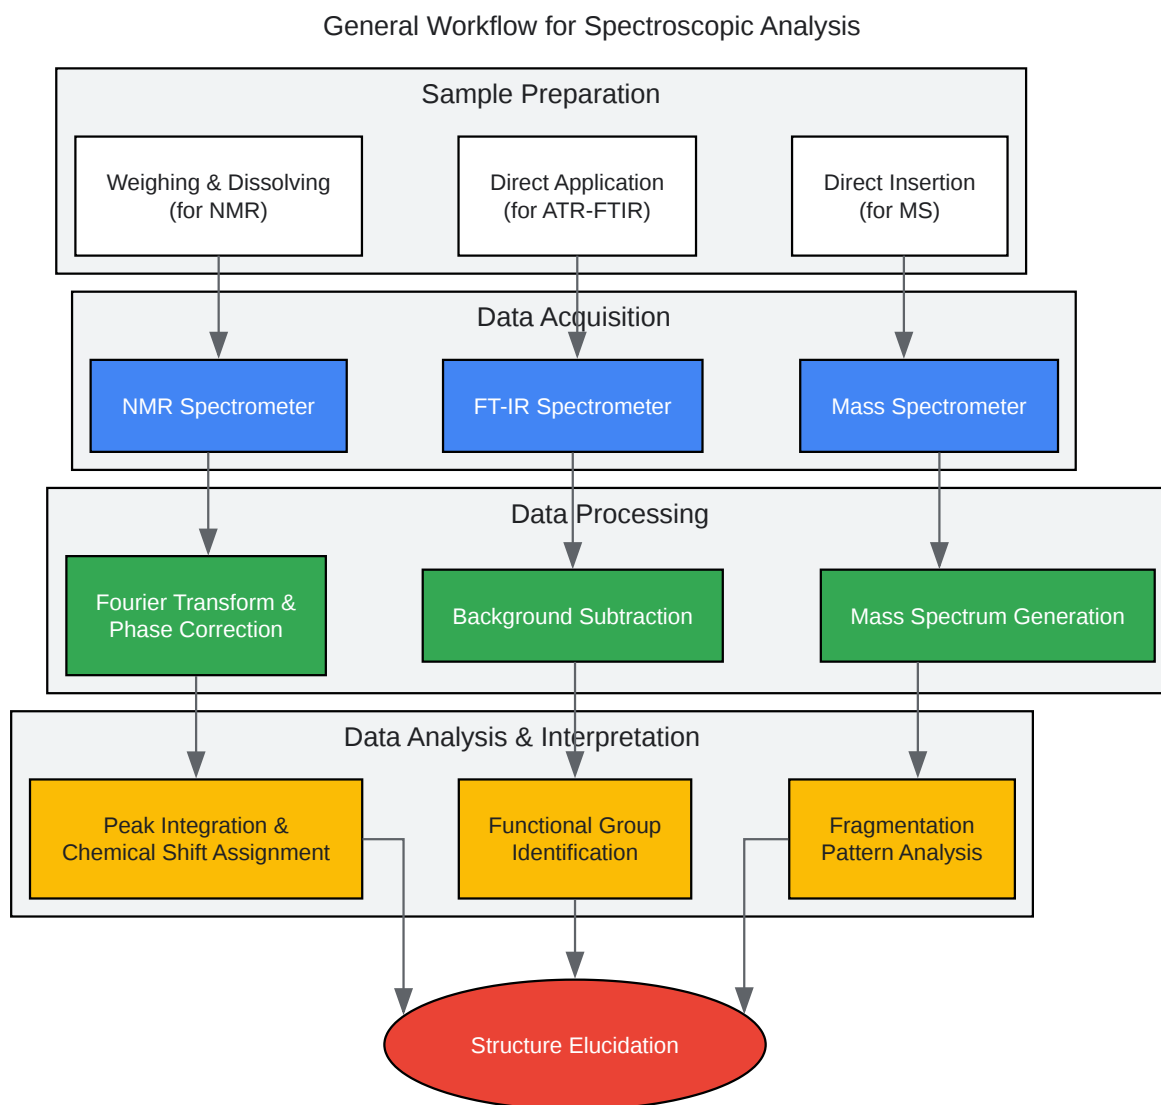 General Workflow for Spectroscopic Analysis
Sample Preparation
Weighing & Dissolving
(for NMR)
Direct Application
(for ATR-FTIR)
Direct Insertion
(for MS)
Data Acquisition
NMR Spectrometer
FT-IR Spectrometer
Mass Spectrometer
Data Processing
Fourier Transform &
Phase Correction
Background Subtraction
Mass Spectrum Generation
Data Analysis & Interpretation
Peak Integration &
Chemical Shift Assignment
Functional Group
Identification
Fragmentation
Pattern Analysis
Structure Elucidation